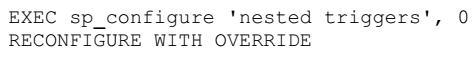 EXEC sp_configure 'nested triggers', 0
RECONFIGURE WITH OVERRIDE